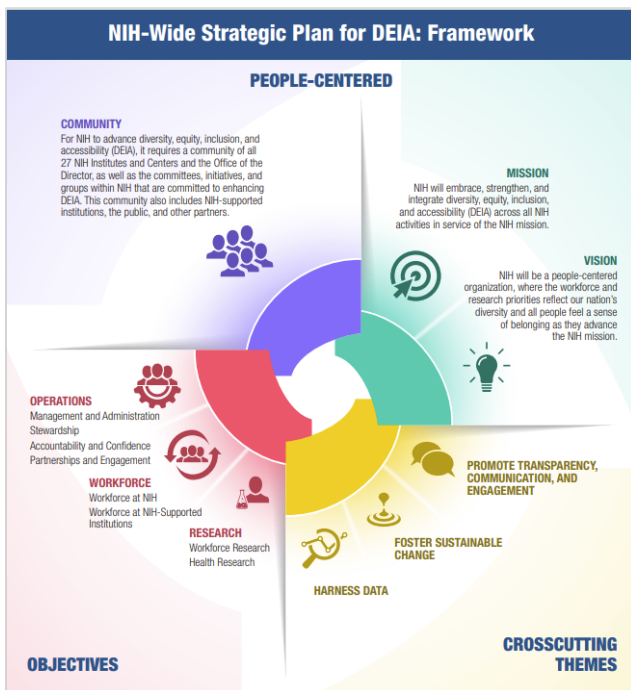 NIH-Wide Strategic Plan for DEIA: Framework
PEOPLE-CENTERED
COMMUNITY
For NIH to advance diversity, equity, inclusion, and
accessibility (DEIA), it requires a community of all
27 NIH Institutes and Centers and the Office of the
Director, as well as the committees, initiatives, and
groups within NIH that are committed to enhancing
DEIA. This community also includes NIH-supported
institutions, the public, and other partners.
MISSION
NIH will embrace, strengthen, and
integrate diversity, equity, inclusion,
and accessibility (DEIA) across all NIH
activities in service of the NIH mission.
VISION
NIH will be a people-centered
organization, where the workforce and
research priorities reflect our nation's
diversity and all people feel a sense
of belonging as they advance
the NIH mission.
OPERATIONS
Management and Administration
Stewardship
Accountability and Confidence
Partnerships and Engagement
WORKFORCE
Workforce at NIH
Workforce at NIH-Supported
Institutions
RESEARCH
Workforce Research
Health Research
PROMOTE TRANSPARENCY,
COMMUNICATION, AND
ENGAGEMENT
FOSTER SUSTAINABLE
CHANGE
HARNESS DATA
OBJECTIVES
CROSSCUTTING
THEMES